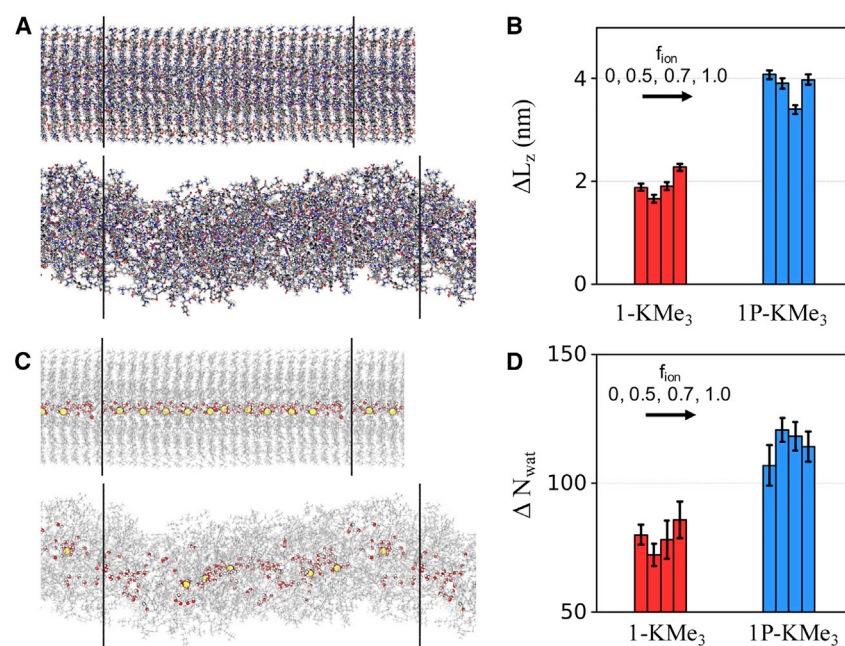 A
B
f_ion
0, 0.5, 0.7, 1.0
ΔL_z (nm)
4
2
0
1-KMe₃ 1P-KMe₃
C
D
f_ion
0, 0.5, 0.7, 1.0
Δ N_wat
150
100
50
1-KMe₃ 1P-KMe₃